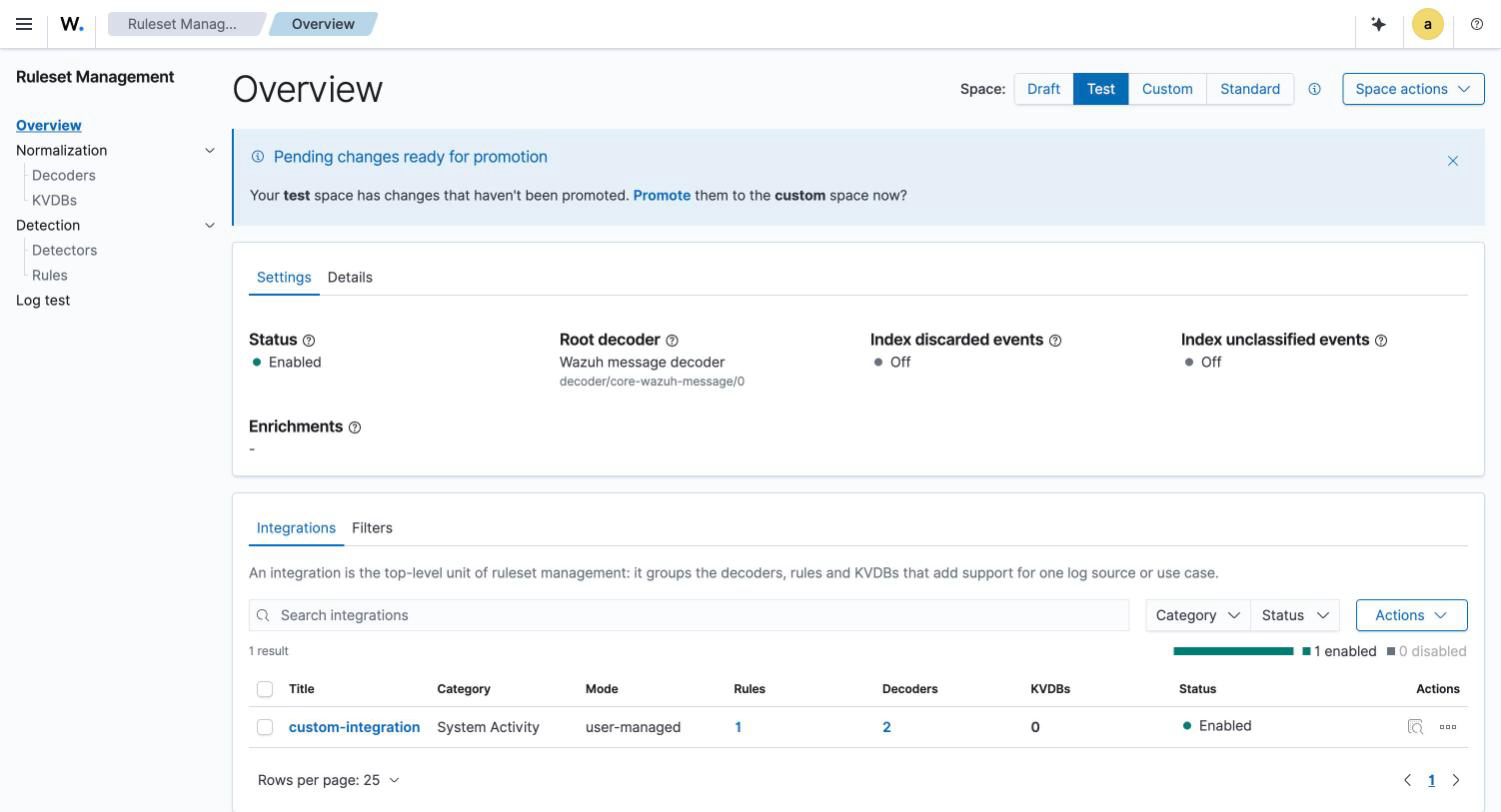 W. Ruleset Manag... Overview a
Ruleset Management
Overview
Normalization
Decoders
KVDBs
Detection
Detectors
Rules
Log test
Overview
Space: Draft Test Custom Standard Space actions
Pending changes ready for promotion
Your test space has changes that haven't been promoted. Promote them to the custom space now?
Settings Details
Status Root decoder Index discarded events Index unclassified events
Enabled Wazuh message decoder Off Off
decoder/core-wazuh-message/0
Enrichments
-
Integrations Filters
An integration is the top-level unit of ruleset management: it groups the decoders, rules and KVDBs that add support for one log source or use case.
Search integrations Category Status Actions
1 result 1 enabled 0 disabled
Title Category Mode Rules Decoders KVDBs Status Actions
custom-integration System Activity user-managed 1 2 0 Enabled
Rows per page: 25 1